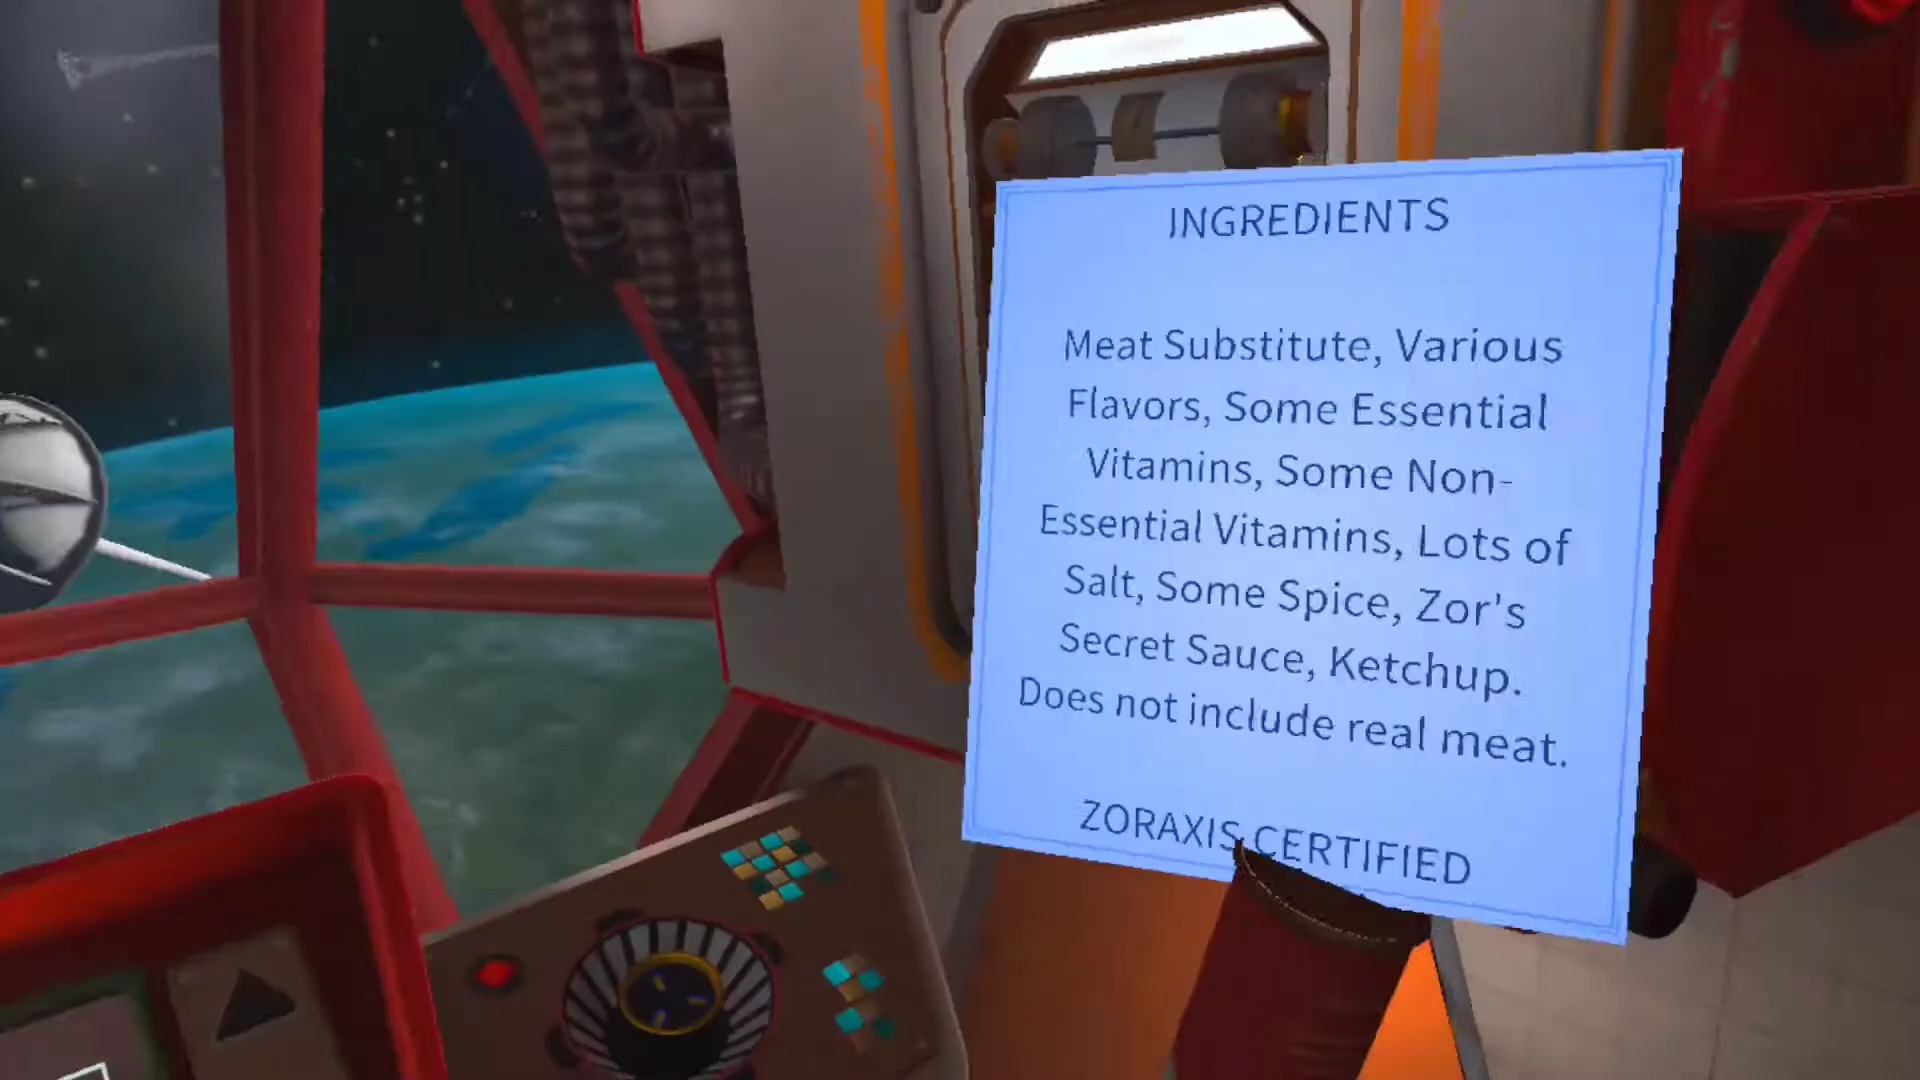 INGREDIENTS
Meat Substitute, Various
Flavors, Some Essential
Vitamins, Some Non-
Essential Vitamins, Lots of
Salt, Some Spice, Zor's
Secret Sauce, Ketchup.
Does not include real meat.
ZORAXIS CERTIFIED